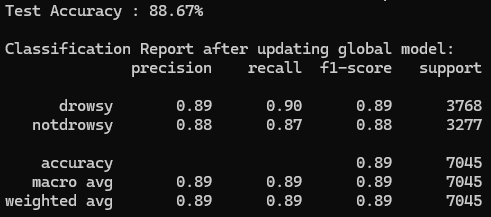 Test Accuracy : 88.67%
Classification Report after updating global model:
precision recall f1-score support
drowsy 0.89 0.90 0.89 3768
notdrowsy 0.88 0.87 0.88 3277
accuracy 0.89 7045
macro avg 0.89 0.89 0.89 7045
weighted avg 0.89 0.89 0.89 7045